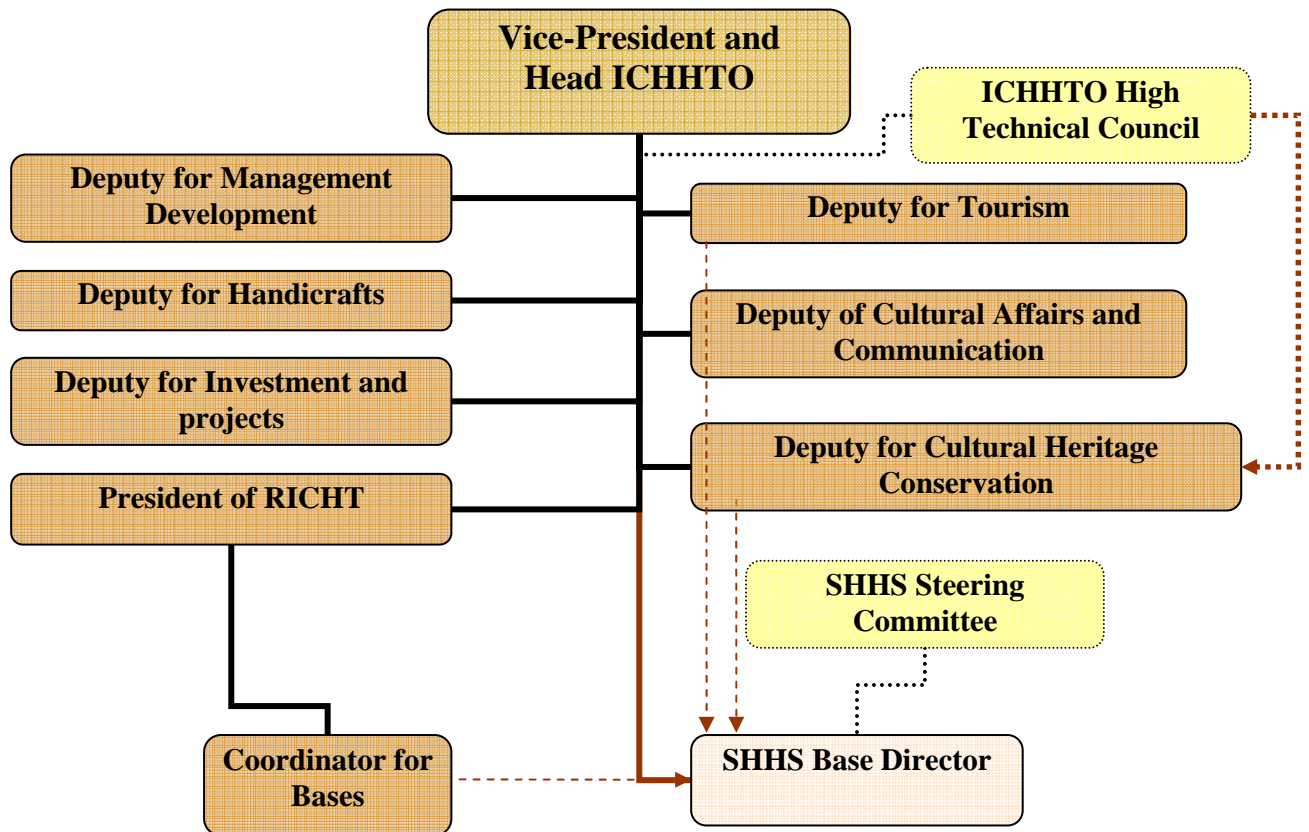 Vice-President and
Head ICHHTO
ICHHTO High
Technical Council
Deputy for Management
Development
Deputy for Tourism
Deputy for Handicrafts
Deputy of Cultural Affairs and
Communication
Deputy for Investment and
projects
Deputy for Cultural Heritage
Conservation
President of RICHT
SHHS Steering
Committee
Coordinator for
Bases
SHHS Base Director